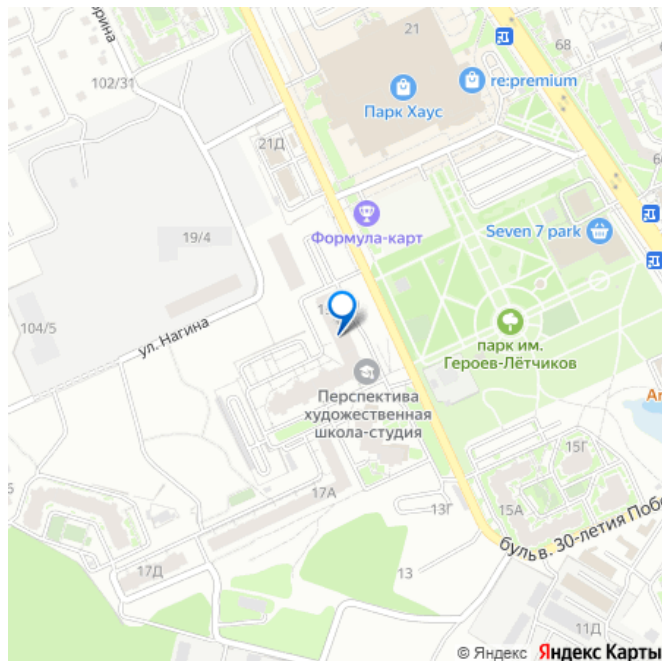 21
68
102/31
re:premium
Парк Хаус
21Д
Формула-карт
19/4
Seven 7 park
104/5
ул. Нагина
парк им.
Героев-Лётчиков
Перспектива
художественная
школа-студия
15Г
17А
13Г
15А
бульв. 30-летия Поб
17Д
13
11Д
© Яндекс Яндекс Карты